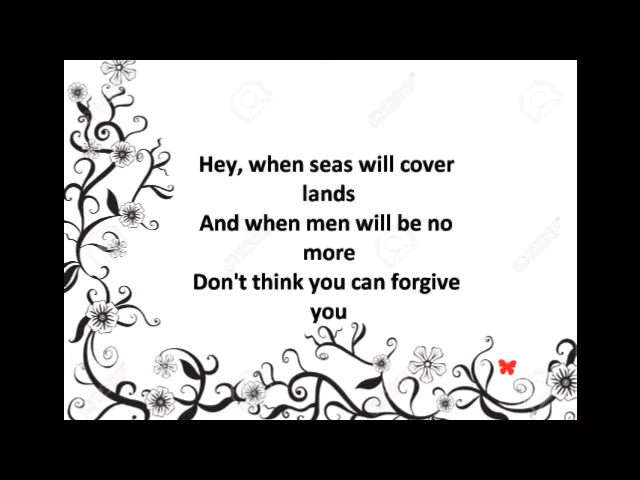 Hey, when seas will cover
lands
And when men will be no
more
Don't think you can forgive
you